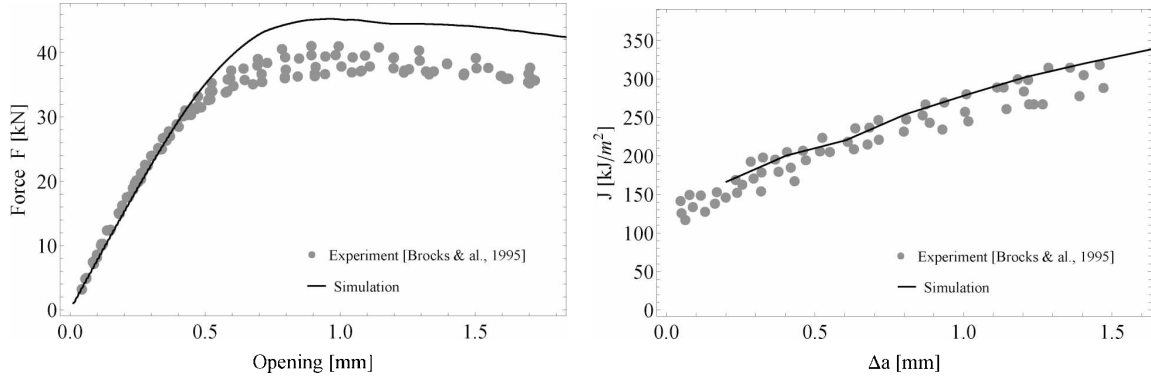 Force F [kN]
40
30
20
10
0
Experiment [Brocks & al., 1995]
Simulation
0.0 0.5 1.0 1.5
Opening [mm]
J [kJ/m²]
350
300
250
200
150
100
50
0
Experiment [Brocks & al., 1995]
Simulation
0.0 0.5 1.0 1.5
Δa [mm]